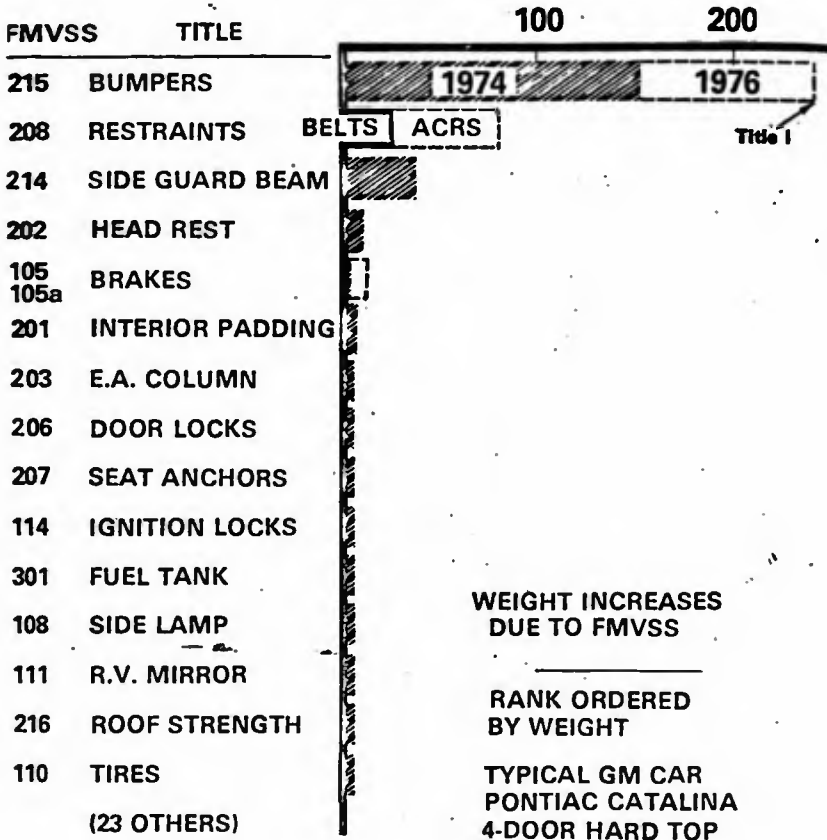 100 200
FMVSS TITLE
215 BUMPERS 1974 1976
208 RESTRAINTS BELTS ACRS
Title I
214 SIDE GUARD BEAM
202 HEAD REST
105
105a BRAKES
201 INTERIOR PADDING
203 E.A. COLUMN
206 DOOR LOCKS
207 SEAT ANCHORS
114 IGNITION LOCKS
301 FUEL TANK
108 SIDE LAMP
111 R.V. MIRROR
216 ROOF STRENGTH
110 TIRES
(23 OTHERS)
WEIGHT INCREASES
DUE TO FMVSS
RANK ORDERED
BY WEIGHT
TYPICAL GM CAR
PONTIAC CATALINA
4-DOOR HARD TOP